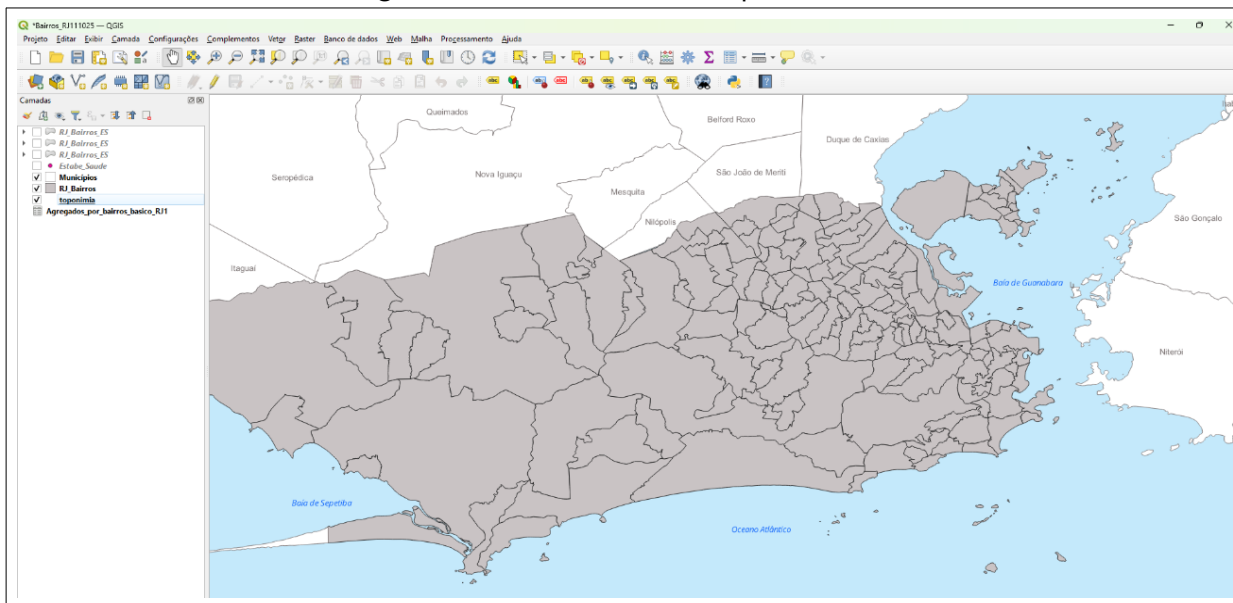 *Bairros_RJ111025 — QGIS
Projeto Editar Exibir Camada Configurações Complementos Vetor Raster Banco de dados Web Malha Processamento Ajuda
Camadas
RJ_Bairros_ES
RJ_Bairros_ES
RJ_Bairros_ES
Estabe_Saude
Municípios
RJ_Bairros
toponimia
Agregados_por_bairros_basico_RJ1
Queimados
Belford Roxo
Duque de Caxias
Seropédica
Nova Iguaçu
São João de Meriti
Mesquita
Nilópolis
São Gonçalo
Itaguaí
Baía de Guanabara
Niterói
Baía de Sepetiba
Oceano Atlântico